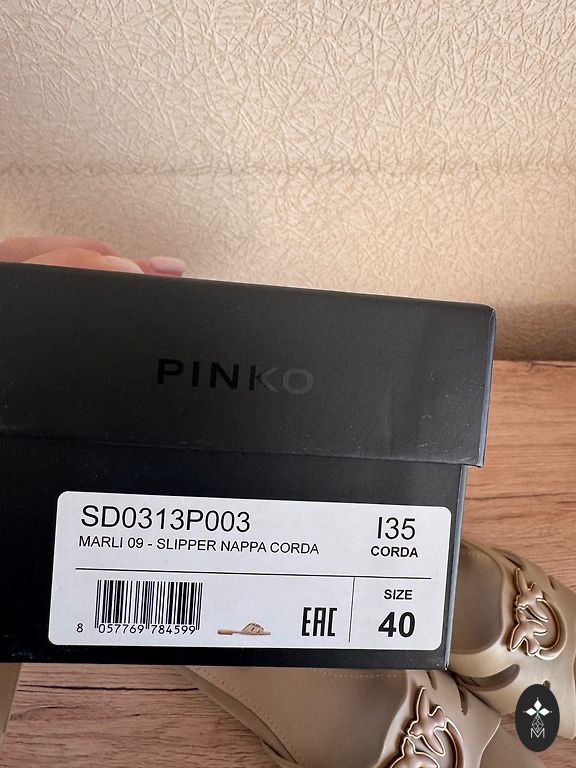 PINKO
SD0313P003
I35
MARLI 09 - SLIPPER NAPPA CORDA
CORDA
SIZE
8 057769 784599
EAC
40
M